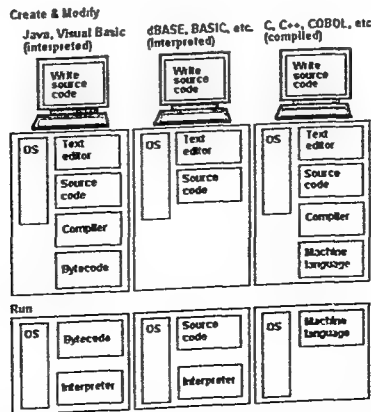 Create & Modify
Java, Visual Basic
(interpreted)
dBASE, BASIC, etc.
(interpreted)
C, C++, COBOL, etc
(compiled)
Write
source
code
Write
source
code
Write
source
code
OS
Text
editor
Source
code
Compiler
Bytecode
OS
Text
editor
Source
code
OS
Text
editor
Source
code
Compiler
Machine
language
Run
OS
Bytecode
Interpreter
OS
Source
code
Interpreter
OS
Machine
language